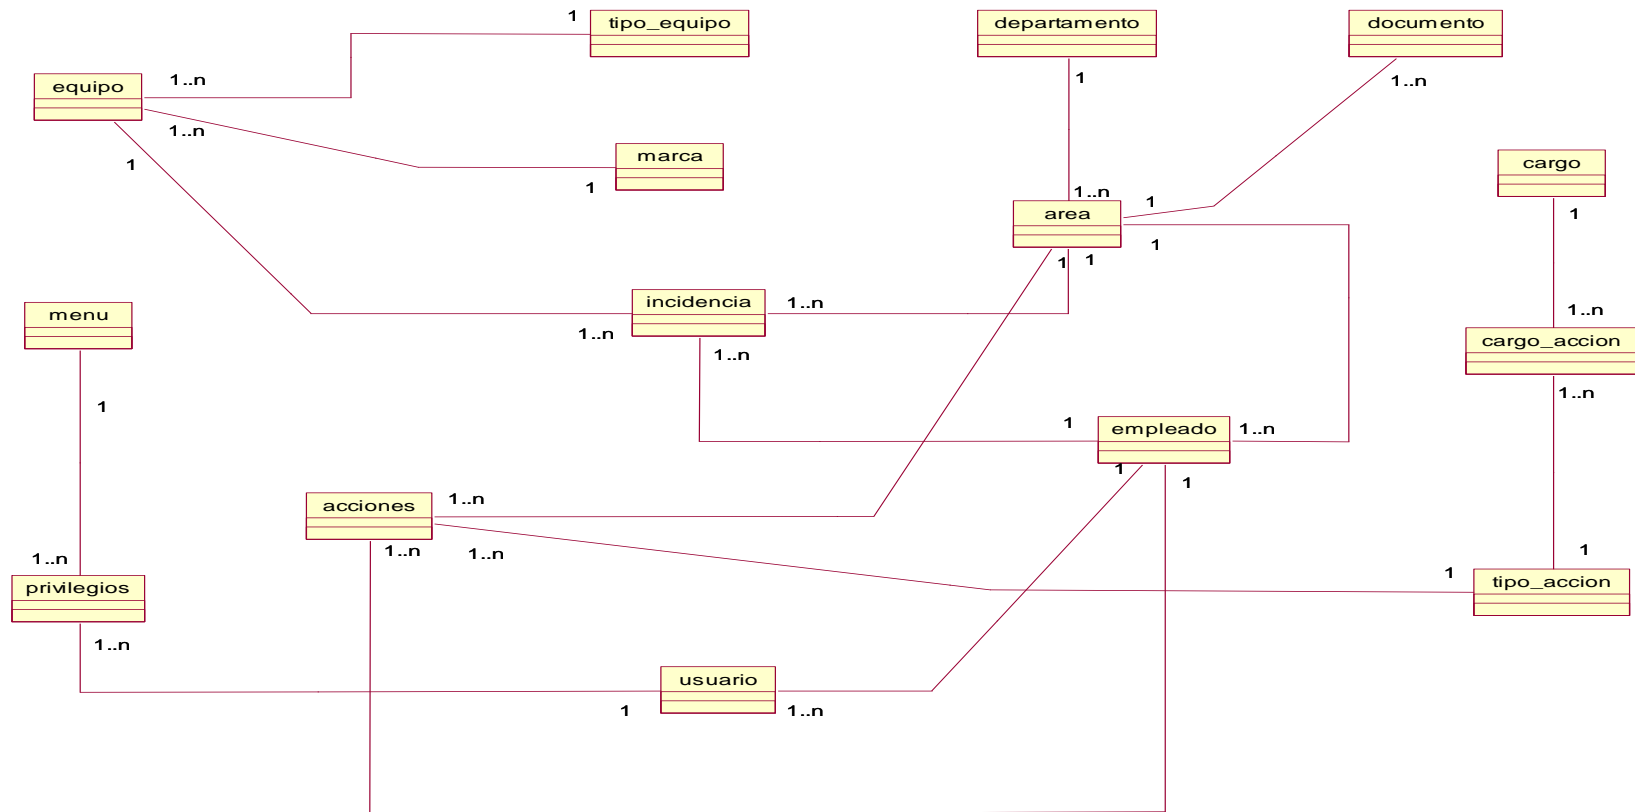 1
tipo_equipo
departamento
documento
equipo
1..n
1
1..n
1..n
1
marca
1
cargo
1
1..n
1
area
1
1
1
menu
incidencia
1..n
1..n
1..n
1..n
cargo_accion
1..n
1
1
empleado
1..n
1
1
acciones
1..n
1..n
1..n
1..n
privilegios
1..n
1
1
tipo_accion
usuario
1
1..n